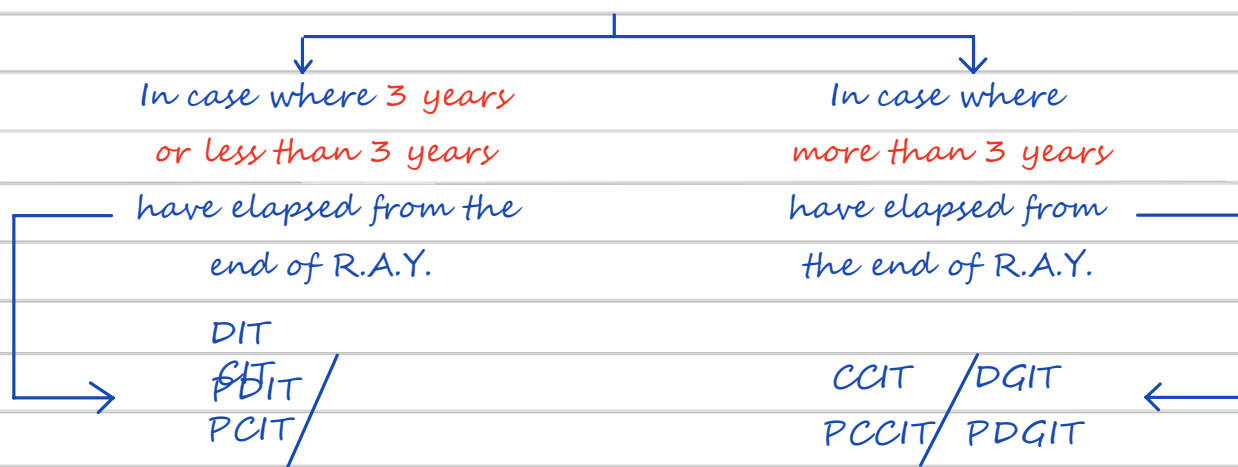 In case where 3 years
or less than 3 years
have elapsed from the
end of R.A.Y.
DIT
CIT
PDIT
PCIT
In case where
more than 3 years
have elapsed from
the end of R.A.Y.
CCIT / DGIT
PCCIT / PDGIT